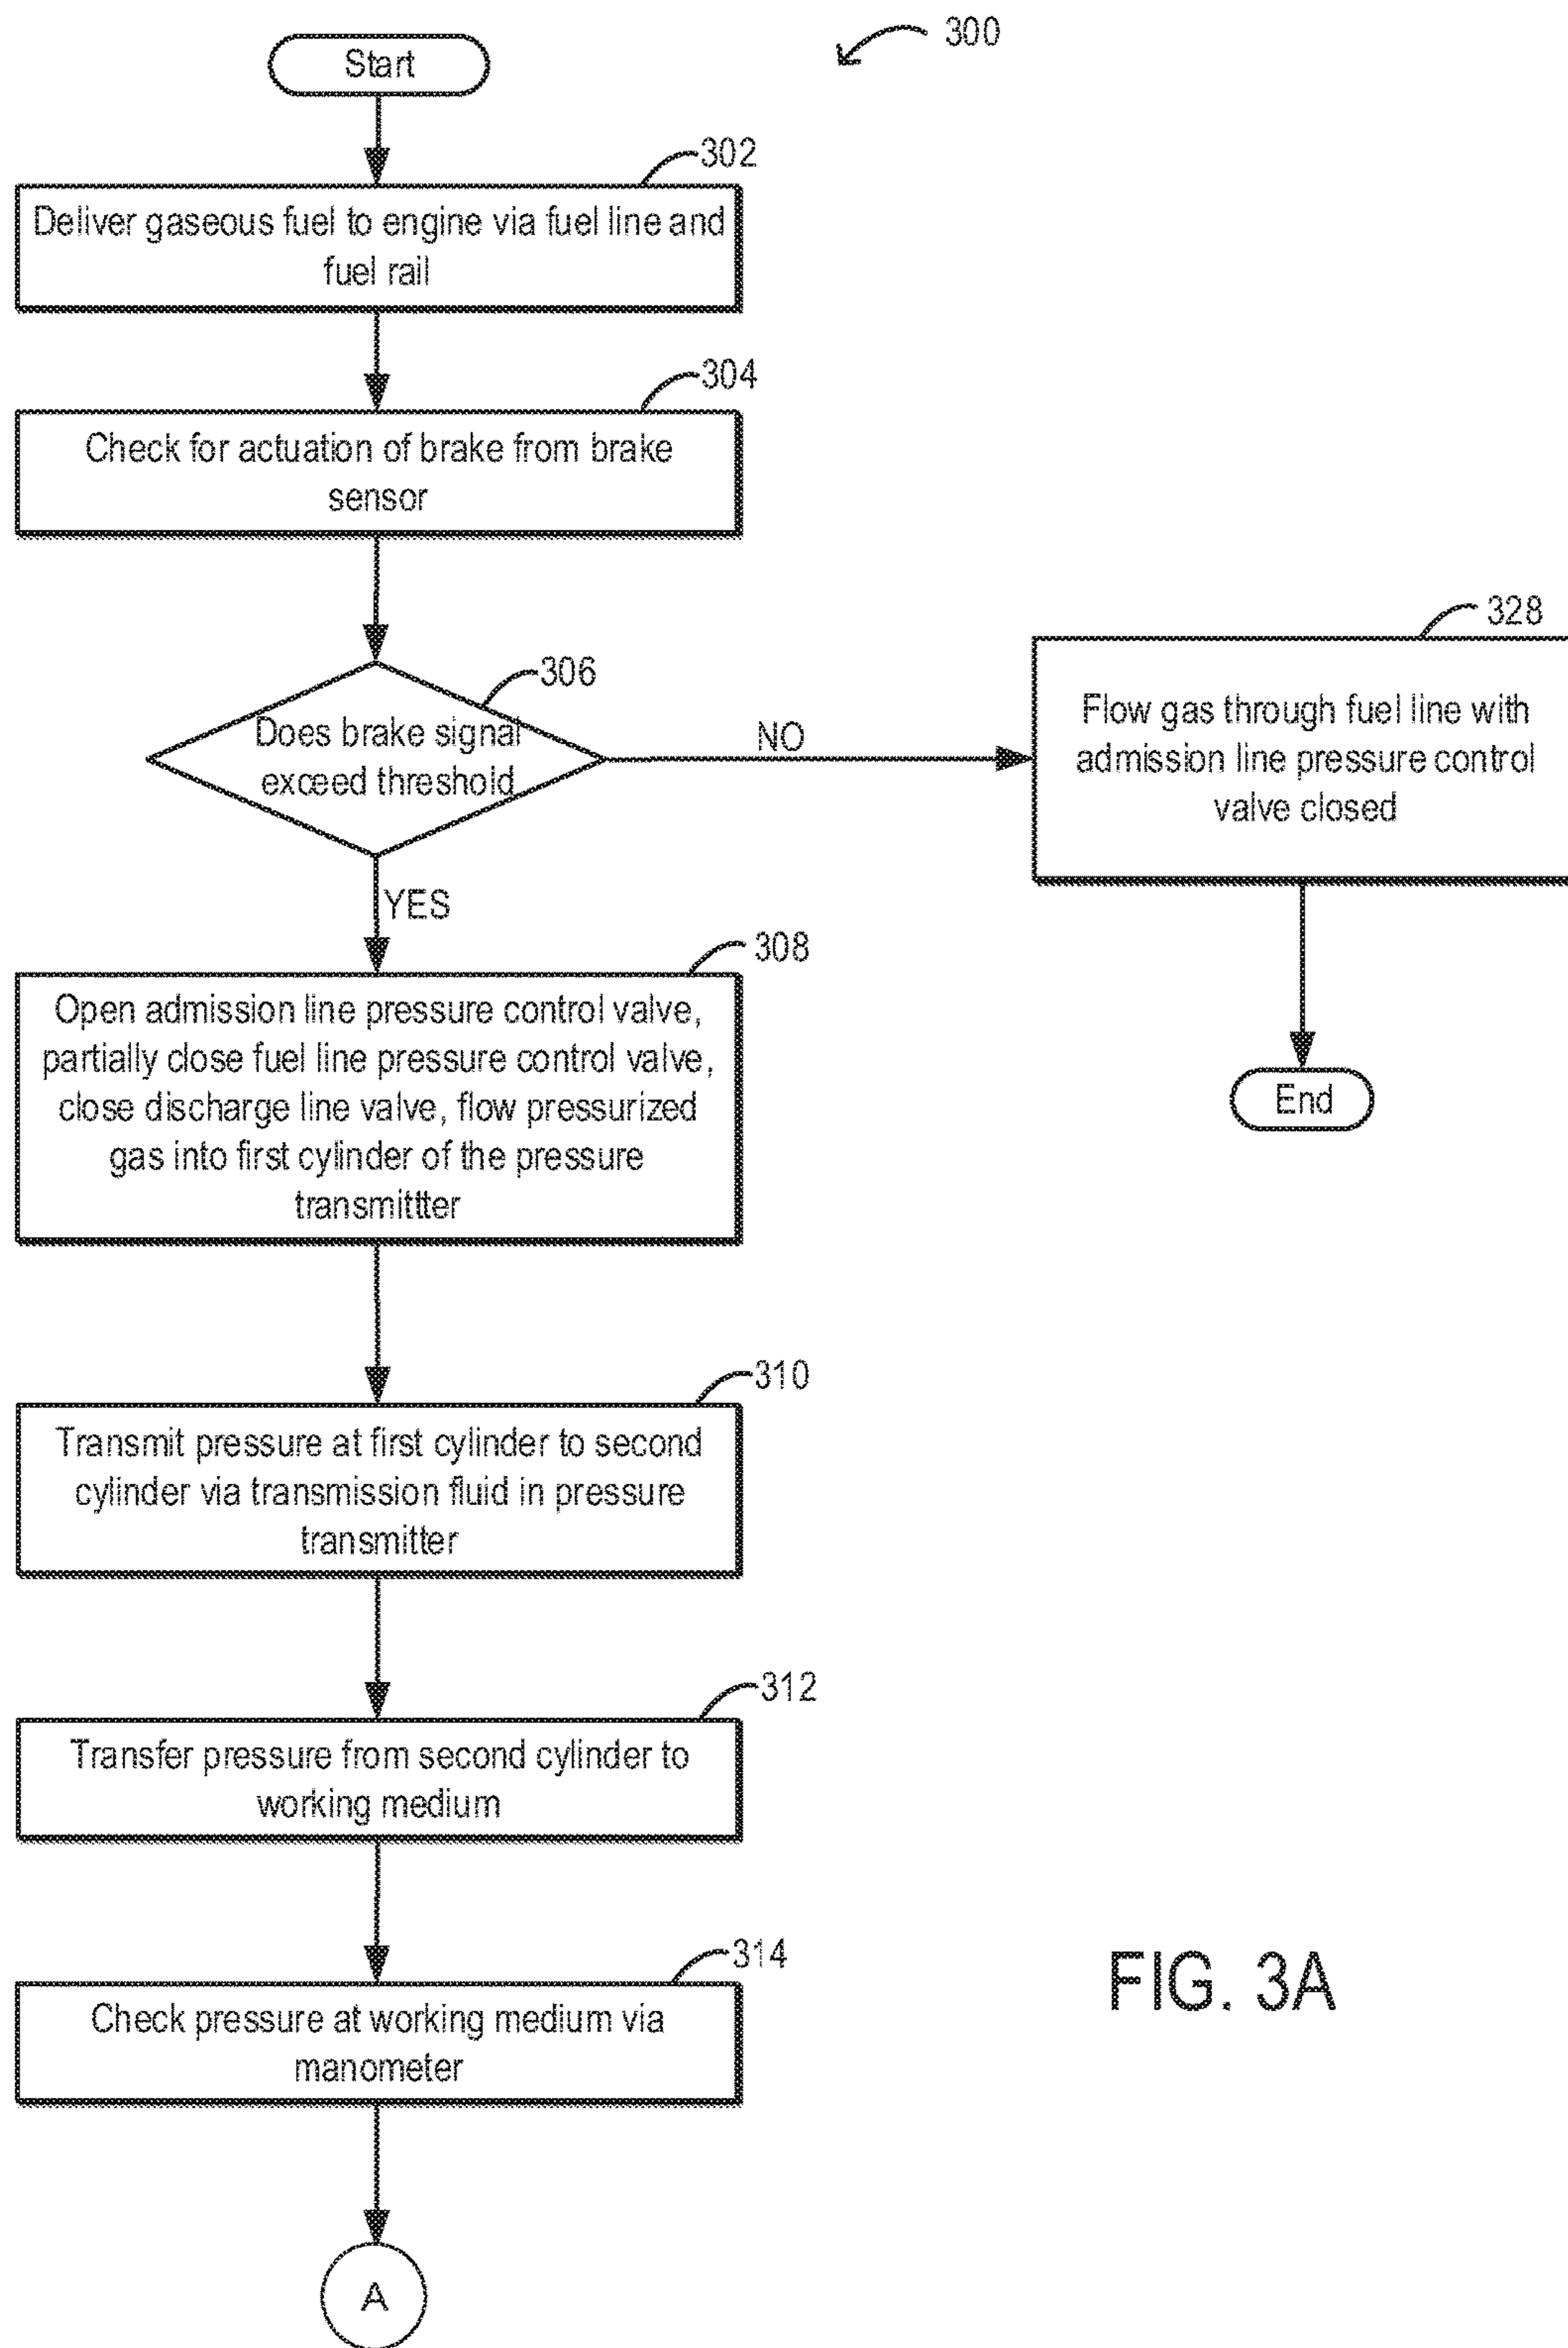 300
Start
302
Deliver gaseous fuel to engine via fuel line and
fuel rail
304
Check for actuation of brake from brake
sensor
306
Does brake signal
exceed threshold
NO
328
Flow gas through fuel line with
admission line pressure control
valve closed
End
YES
308
Open admission line pressure control valve,
partially close fuel line pressure control valve,
close discharge line valve, flow pressurized
gas into first cylinder of the pressure
transmittter
310
Transmit pressure at first cylinder to second
cylinder via transmission fluid in pressure
transmitter
312
Transfer pressure from second cylinder to
working medium
314
Check pressure at working medium via
manometer
A
FIG. 3A